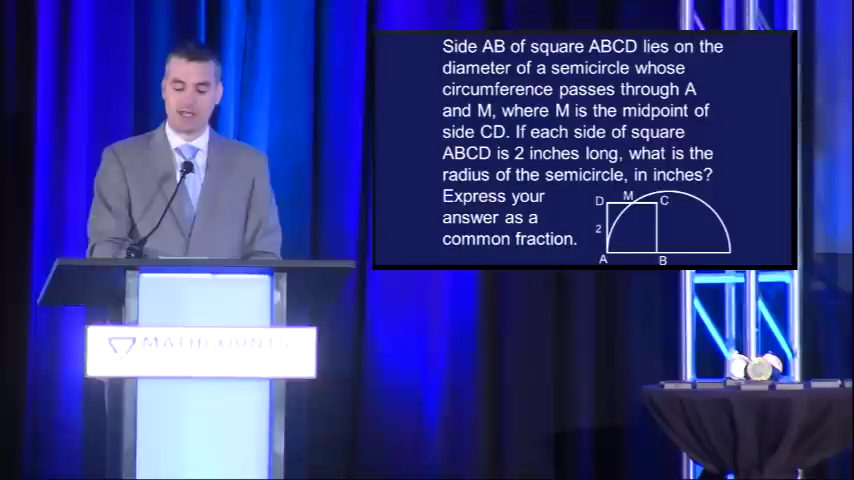 Side AB of square ABCD lies on the
diameter of a semicircle whose
circumference passes through A
and M, where M is the midpoint of
side CD. If each side of square
ABCD is 2 inches long, what is the
radius of the semicircle, in inches?
Express your
answer as a
common fraction.
D M C
2
A B
MATHCOUNTS